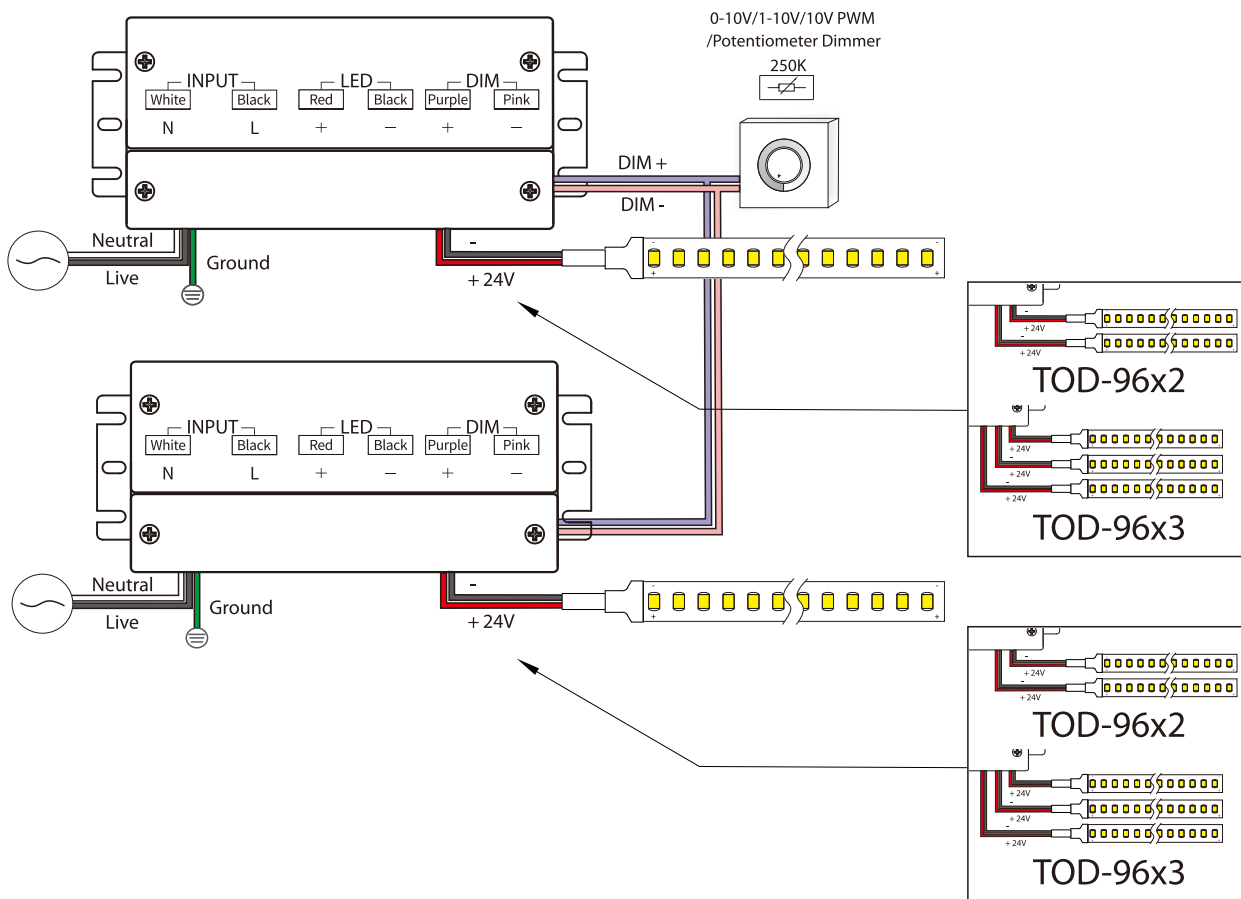 0-10V/1-10V/10V PWM
/Potentiometer Dimmer
250K
INPUT LED DIM
White Black Red Black Purple Pink
N L + − + −
DIM +
DIM -
Neutral
Live
Ground
-
+ 24V
- -
+ +
-
+ 24V
-
+ 24V
TOD-96x2
+ 24V
-
+ 24V
-
+ 24V
TOD-96x3
INPUT LED DIM
White Black Red Black Purple Pink
N L + − + −
Neutral
Live
Ground
-
+ 24V
- -
+ +
-
+ 24V
-
+ 24V
TOD-96x2
+ 24V
-
+ 24V
-
+ 24V
TOD-96x3